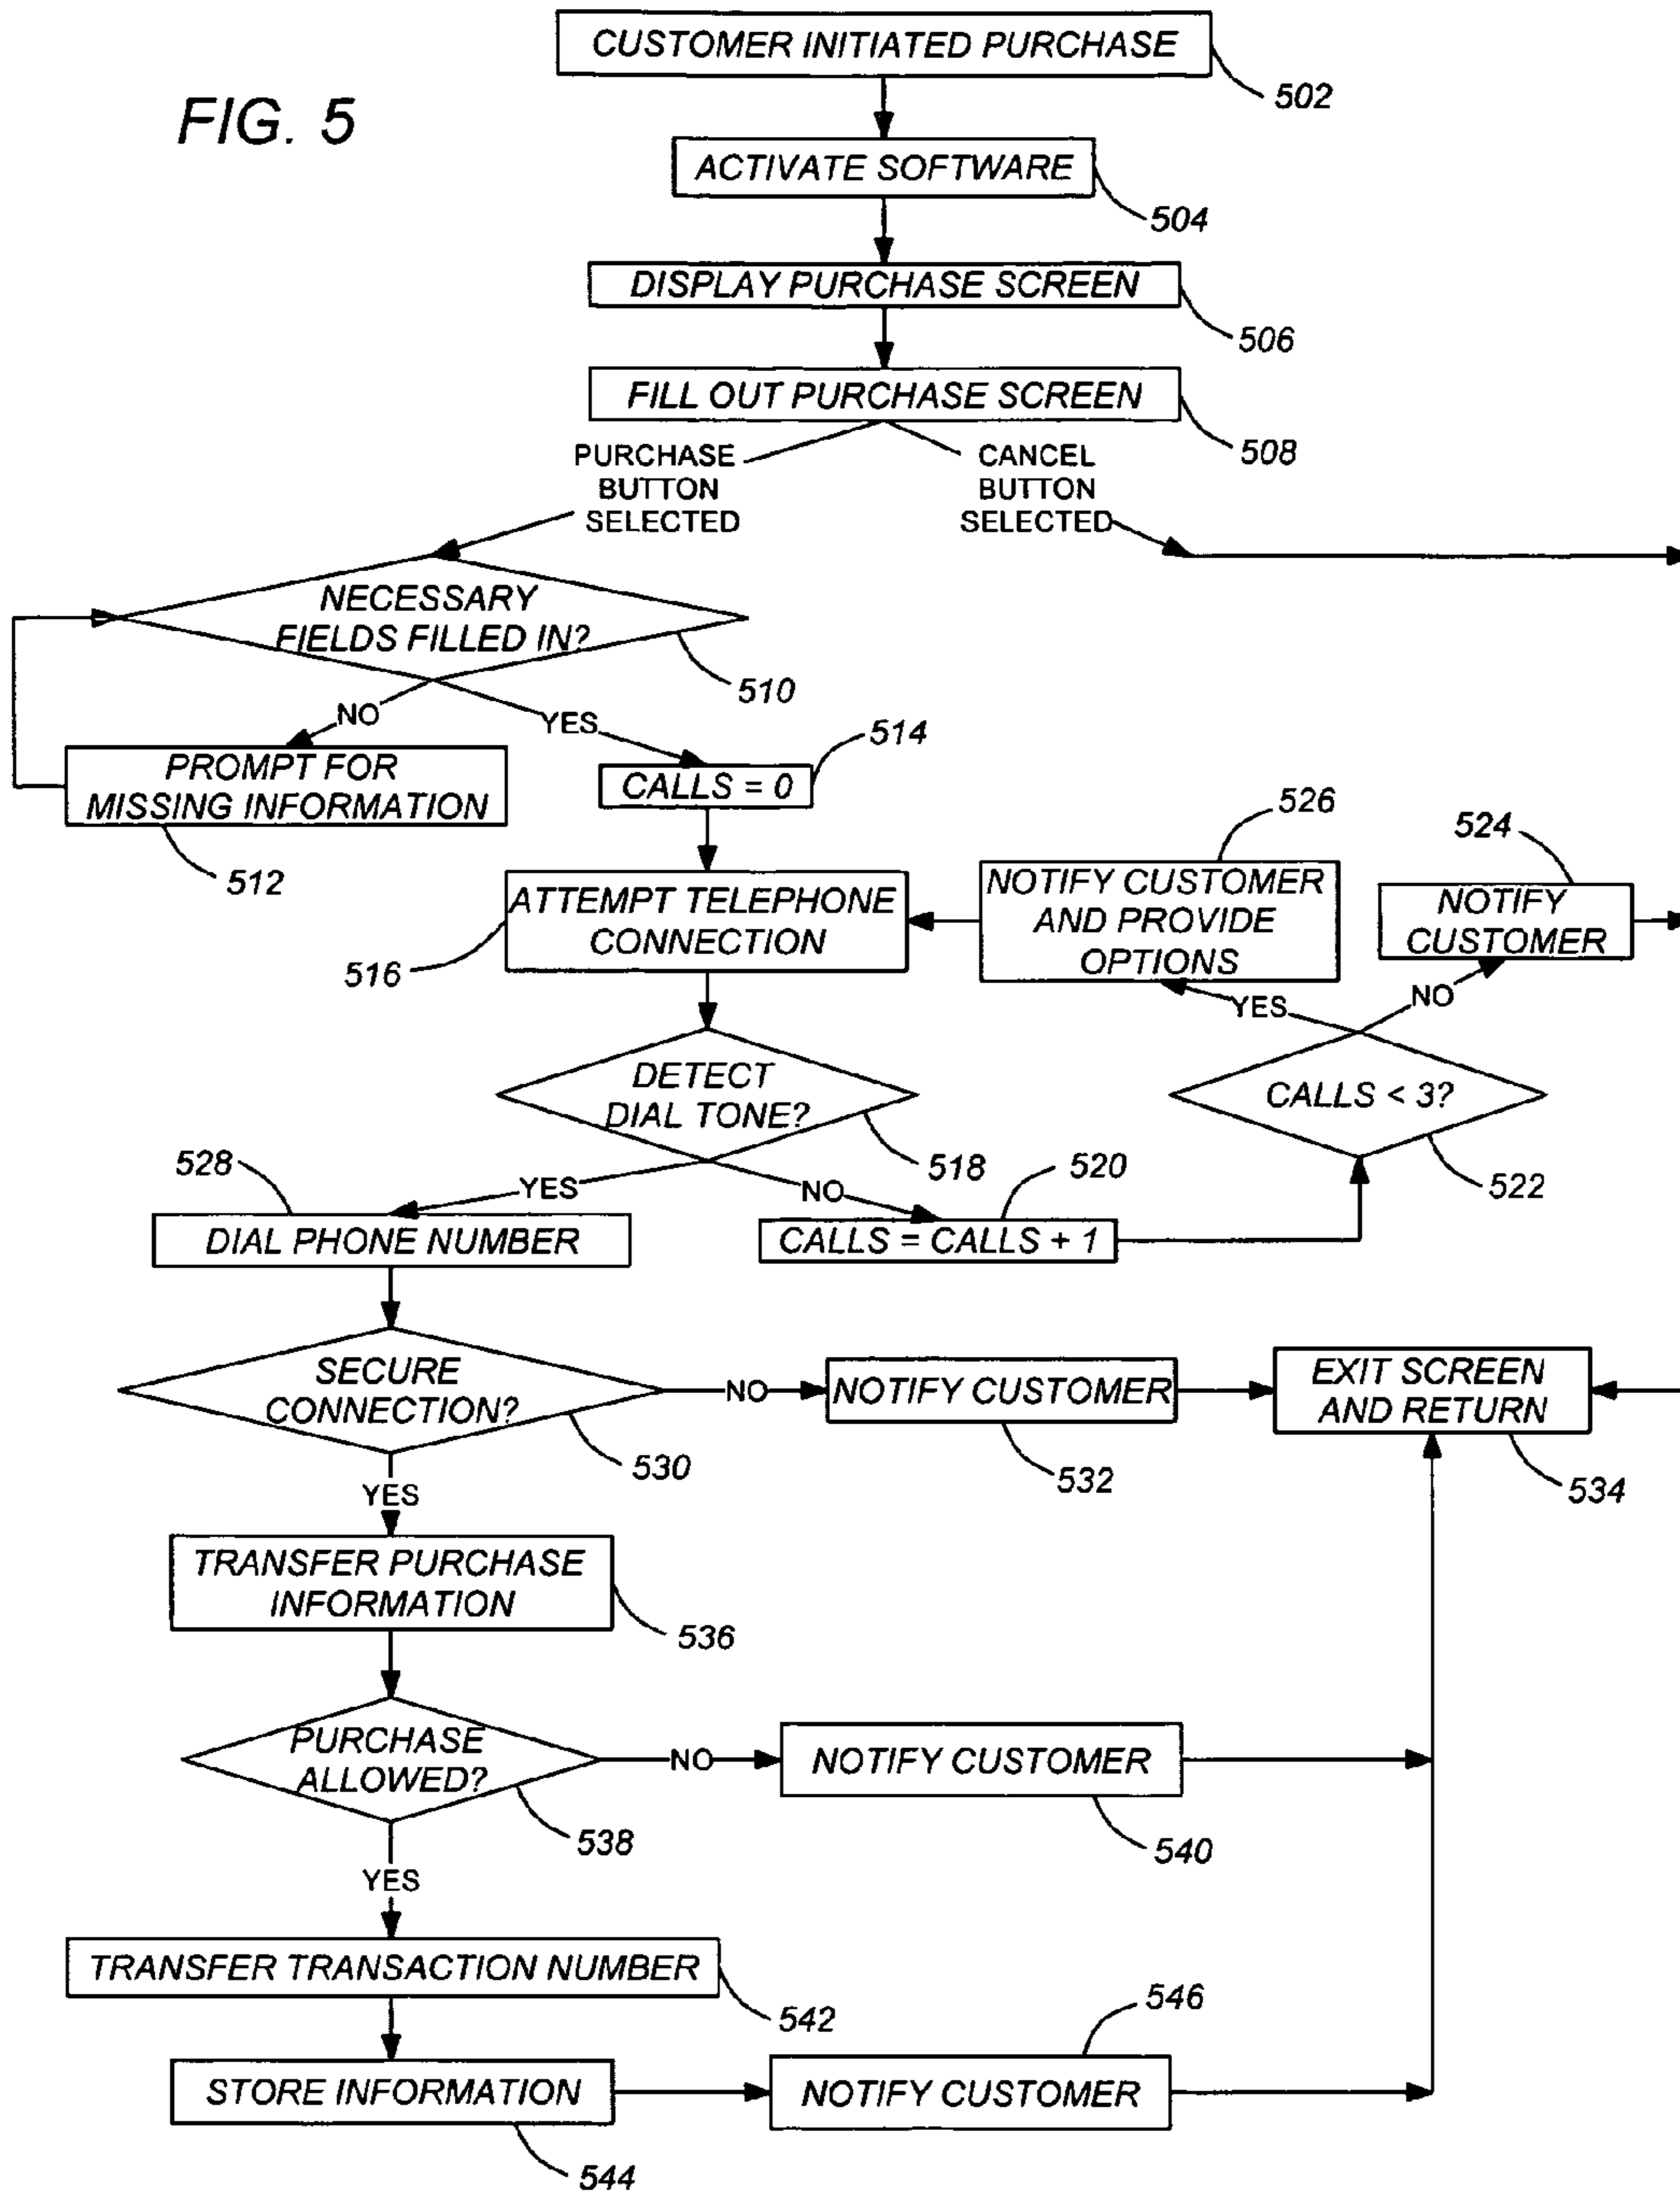 FIG. 5
CUSTOMER INITIATED PURCHASE
502
ACTIVATE SOFTWARE
504
DISPLAY PURCHASE SCREEN
506
FILL OUT PURCHASE SCREEN
508
PURCHASE
BUTTON
SELECTED
CANCEL
BUTTON
SELECTED
NECESSARY
FIELDS FILLED IN?
510
NO
YES
PROMPT FOR
MISSING INFORMATION
512
CALLS = 0
514
ATTEMPT TELEPHONE
CONNECTION
516
NOTIFY CUSTOMER
AND PROVIDE
OPTIONS
526
NOTIFY
CUSTOMER
524
YES
NO
CALLS < 3?
522
DETECT
DIAL TONE?
518
YES
NO
528
DIAL PHONE NUMBER
520
CALLS = CALLS + 1
SECURE
CONNECTION?
530
NO
NOTIFY CUSTOMER
532
EXIT SCREEN
AND RETURN
534
YES
TRANSFER PURCHASE
INFORMATION
536
PURCHASE
ALLOWED?
538
NO
NOTIFY CUSTOMER
540
YES
TRANSFER TRANSACTION NUMBER
542
STORE INFORMATION
544
NOTIFY CUSTOMER
546